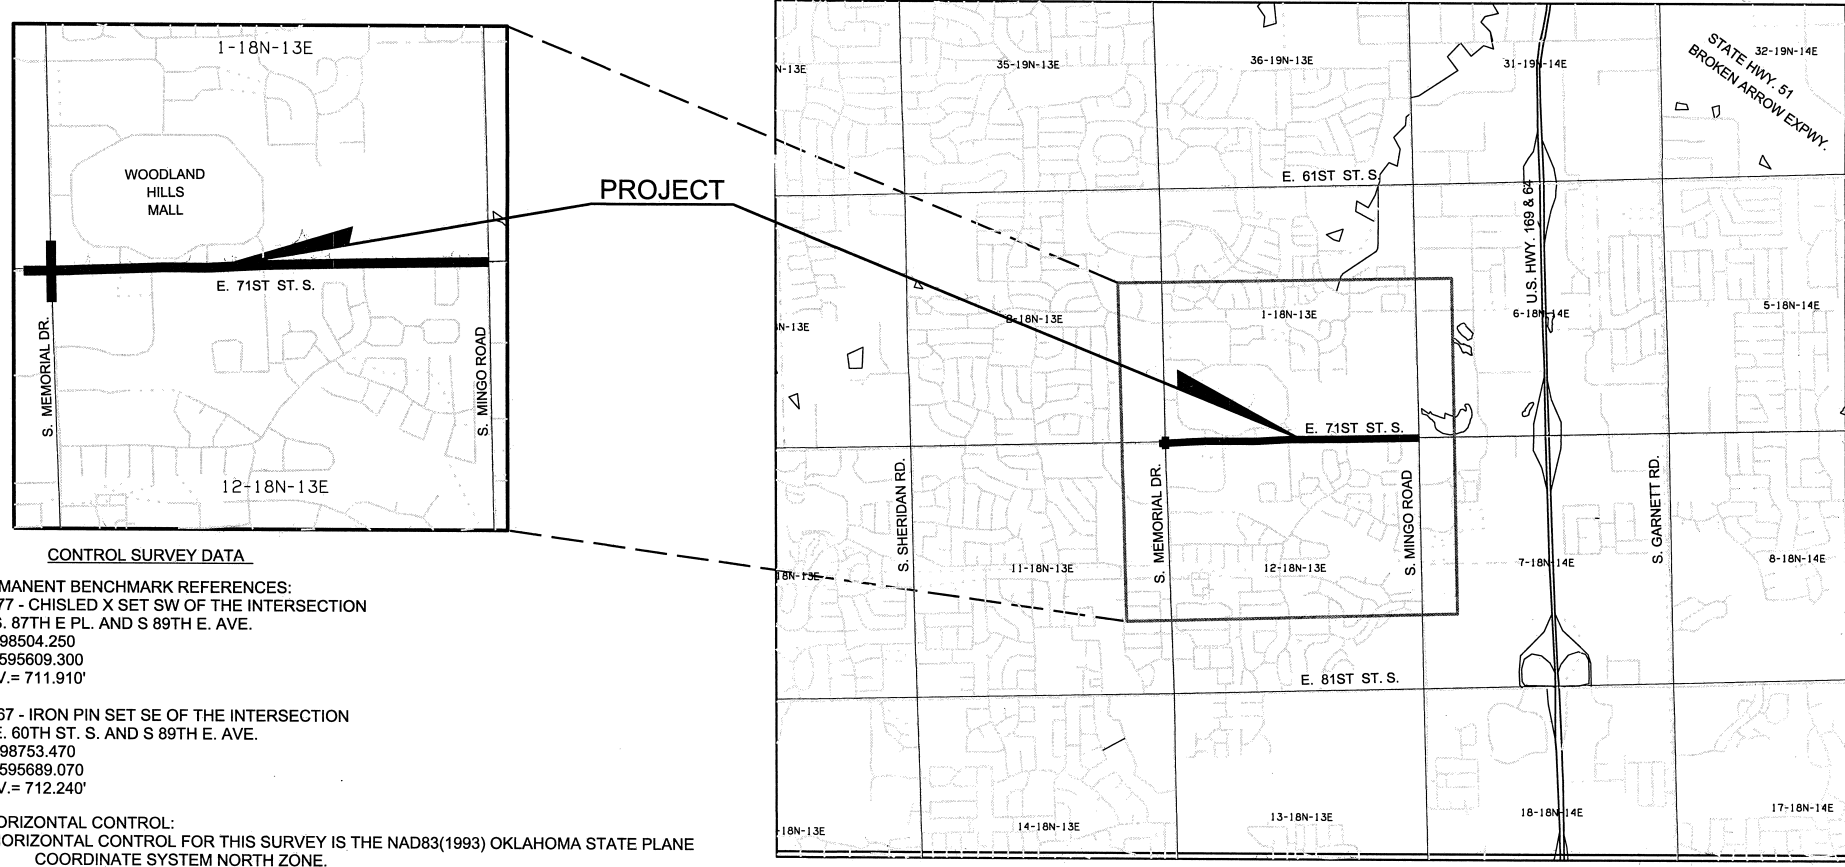 1-18N-13E
WOODLAND
HILLS
MALL
E. 71ST ST. S.
S. MEMORIAL DR.
S. MINGO ROAD
12-18N-13E
PROJECT
CONTROL SURVEY DATA
MANENT BENCHMARK REFERENCES:
77 - CHISLED X SET SW OF THE INTERSECTION
S. 87TH E PL. AND S 89TH E. AVE.
98504.250
595609.300
V.= 711.910'
67 - IRON PIN SET SE OF THE INTERSECTION
E. 60TH ST. S. AND S 89TH E. AVE.
98753.470
595689.070
V.= 712.240'
ORIZONTAL CONTROL:
HORIZONTAL CONTROL FOR THIS SURVEY IS THE NAD83(1993) OKLAHOMA STATE PLANE
COORDINATE SYSTEM NORTH ZONE.
N-13E
35-19N-13E
36-19N-13E
31-19N-14E
32-19N-14E
STATE HWY. 51
BROKEN ARROW EXPWY.
E. 61ST ST. S.
U.S. HWY. 169 & 64
N-13E
2-18N-13E
1-18N-13E
6-18N-14E
5-18N-14E
E. 71ST ST. S.
S. SHERIDAN RD.
S. MEMORIAL DR.
S. MINGO ROAD
S. GARNETT RD.
18N-13E
11-18N-13E
12-18N-13E
7-18N-14E
8-18N-14E
E. 81ST ST. S.
-18N-13E
14-18N-13E
13-18N-13E
18-18N-14E
17-18N-14E